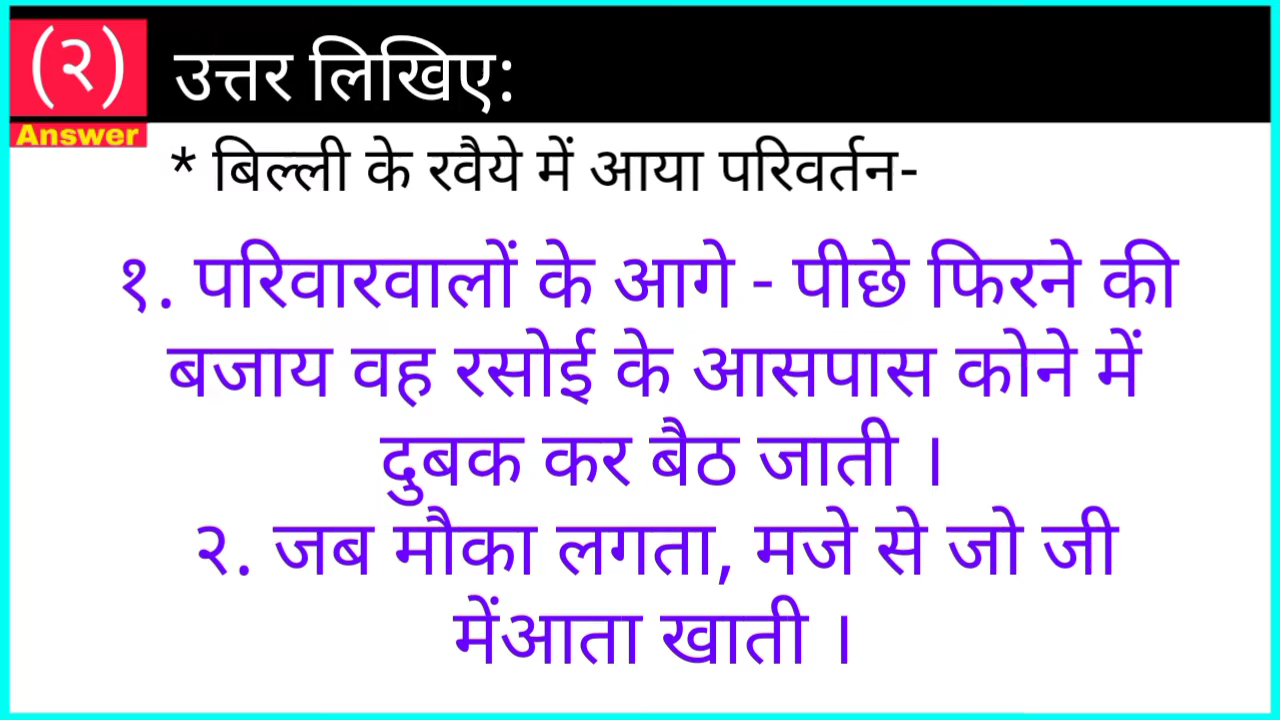 (२) उत्तर लिखिए:
Answer
* बिल्ली के रवैये में आया परिवर्तन-
१. परिवारवालों के आगे - पीछे फिरने की
बजाय वह रसोई के आसपास कोने में
दुबक कर बैठ जाती ।
२. जब मौका लगता, मजे से जो जी
मेंआता खाती ।